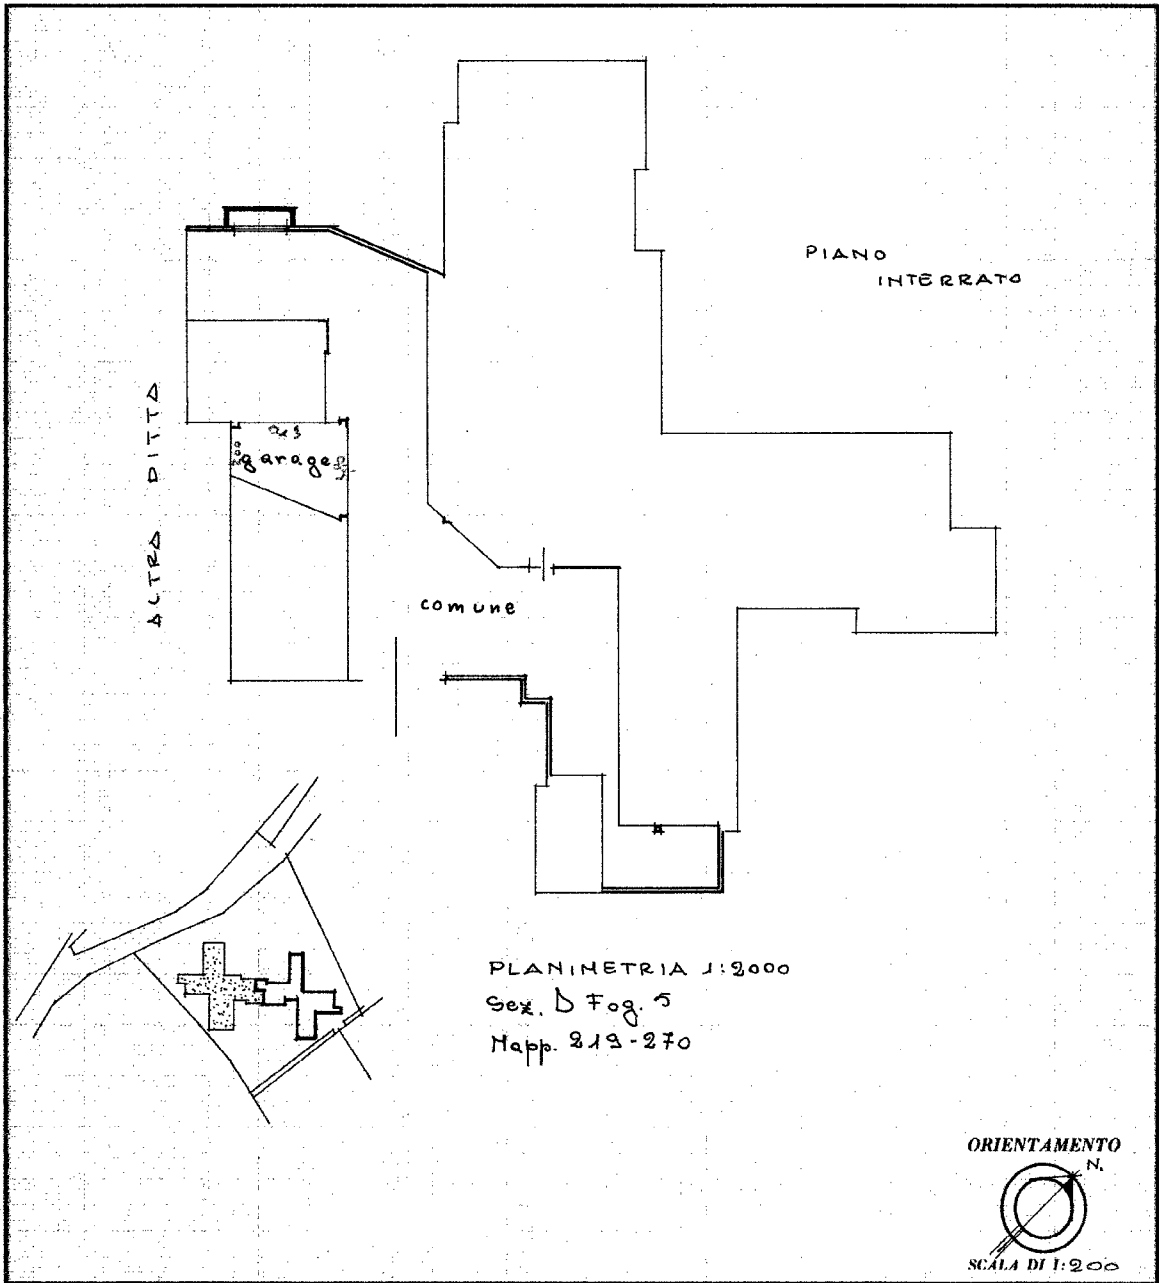 PIANO
INTERRATO
ALTRA DITTA
garage
comune
PLANIMETRIA 1:2000
Sez. D Fog. 5
Mapp. 219-270
ORIENTAMENTO
N.
SCALA DI 1:200